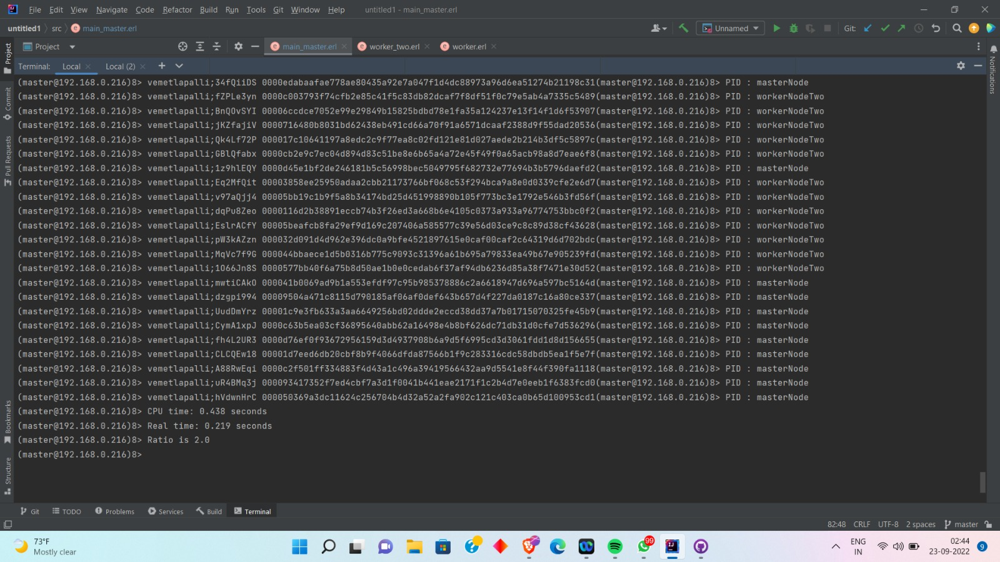 File Edit View Navigate Code Refactor Build Run Tools Git Window Help untitled1 - main_master.erl
untitled1 src main_master.erl Unnamed Git:
Project main_master.erl worker_two.erl worker.erl
Terminal: Local Local (2)
(master@192.168.0.216)8> vemetlapalli;34fQiiDS 0000edabaafae778ae80435a92e7a047f1d4dc88973a96d6ea51274b21198c31(master@192.168.0.216)8> PID : masterNode
(master@192.168.0.216)8> vemetlapalli;fZPLe3yn 0000c003793f74cfb2e85c41f5c83db82dcaf7f8df51f0c79e5ab4a7335c5489(master@192.168.0.216)8> PID : workerNodeTwo
(master@192.168.0.216)8> vemetlapalli;BnQOvSYI 00006ccdce7052e99e29849b15825bdbd78e1fa35a124237e13f14f1d6f53907(master@192.168.0.216)8> PID : workerNodeTwo
(master@192.168.0.216)8> vemetlapalli;jKZfajiV 0000716480b8031bd62438eb491cd66a70f91a6571dcaaf2388d9f55dad20536(master@192.168.0.216)8> PID : workerNodeTwo
(master@192.168.0.216)8> vemetlapalli;Qk4Lf72P 000017c10641197a8edc2c9f77ea8c02fd121e81d027aede2b214b3df5c5897c(master@192.168.0.216)8> PID : workerNodeTwo
(master@192.168.0.216)8> vemetlapalli;GBlQfabx 0000cb2e9c7ec04d894d83c51be8e6b65a4a72e45f49f0a65acb98a8d7eae6f8(master@192.168.0.216)8> PID : workerNodeTwo
(master@192.168.0.216)8> vemetlapalli;1z9hlEQY 0000d45e1bf2de246181b5c56998bec5049795f682732e77694b3b5796daefd2(master@192.168.0.216)8> PID : masterNode
(master@192.168.0.216)8> vemetlapalli;Eq2MfQit 00003858ee25950adaa2cbb21173766bf068c53f294bca9a8e0d0339cfe2e6d7(master@192.168.0.216)8> PID : workerNodeTwo
(master@192.168.0.216)8> vemetlapalli;v97aQjj4 00005bb19c1b9f5a8b34174bd25d451998890b105f773bc3e1792e546b3fd56f(master@192.168.0.216)8> PID : workerNodeTwo
(master@192.168.0.216)8> vemetlapalli;dqPu8Zeo 0000116d2b38891eccb74b3f26ed3a668b6e4105c0373a933a96774753bbc0f2(master@192.168.0.216)8> PID : workerNodeTwo
(master@192.168.0.216)8> vemetlapalli;EslrACfY 00005beafcb8fa29ef9d169c207406a585577c39e56d03ce9c8c89d38cf43628(master@192.168.0.216)8> PID : workerNodeTwo
(master@192.168.0.216)8> vemetlapalli;pW3kAZzn 000032d091d4d962e396dc0a9bfe4521897615e0caf00caf2c64319d6d702bdc(master@192.168.0.216)8> PID : workerNodeTwo
(master@192.168.0.216)8> vemetlapalli;MqVc7f9G 000044bbaece1d5b0316b775c9093c31396a61b695a79833ea49b67e905239fd(master@192.168.0.216)8> PID : workerNodeTwo
(master@192.168.0.216)8> vemetlapalli;1O66Jn8S 0000577bb40f6a75b8d50ae1b0e0cedab6f37af94db6236d85a38f7471e30d52(master@192.168.0.216)8> PID : workerNodeTwo
(master@192.168.0.216)8> vemetlapalli;mwtiCAkO 000041b0069ad9b1a553efdf97c95b985378886c2a6618947d696a597bc5164d(master@192.168.0.216)8> PID : masterNode
(master@192.168.0.216)8> vemetlapalli;dzgpi994 00009504a471c8115d790185af06af0def643b657d4f227da0187c16a80ce337(master@192.168.0.216)8> PID : masterNode
(master@192.168.0.216)8> vemetlapalli;UudDmYrz 00001c9e3fb633a3aa6649256bd02ddde2eccd38dd37a7b01715070325fe45b9(master@192.168.0.216)8> PID : masterNode
(master@192.168.0.216)8> vemetlapalli;CymA1xpJ 0000c63b5ea03cf36895640abb62a16498e4b8bf626dc71db31d0cfe7d536296(master@192.168.0.216)8> PID : masterNode
(master@192.168.0.216)8> vemetlapalli;fh4L2UR3 0000d76ef0f93672956159d3d4937908b6a9d5f6995cd3d3061fdd1d8d156655(master@192.168.0.216)8> PID : masterNode
(master@192.168.0.216)8> vemetlapalli;CLCQEw18 00001d7eed6db20cbf8b9f4066dfda87566b1f9c283316cdc58dbdb5ea1f5e7f(master@192.168.0.216)8> PID : masterNode
(master@192.168.0.216)8> vemetlapalli;A88RwEqi 0000c2f501ff334883f4d43a1c496a39419566432aa9d5541e8f44f390fa1118(master@192.168.0.216)8> PID : masterNode
(master@192.168.0.216)8> vemetlapalli;uR4BMq3j 000093417352f7ed4cbf7a3d1f0041b441eae2171f1c2b4d7e0eeb1f6383fcd0(master@192.168.0.216)8> PID : masterNode
(master@192.168.0.216)8> vemetlapalli;hVdwnHrC 000050369a3dc11624c256704b4d32a52a2fa902c121c403ca0b65d100953cd1(master@192.168.0.216)8> PID : masterNode
(master@192.168.0.216)8> CPU time: 0.438 seconds
(master@192.168.0.216)8> Real time: 0.219 seconds
(master@192.168.0.216)8> Ratio is 2.0
(master@192.168.0.216)8>
Project
Commit
Pull Requests
Bookmarks
Structure
Notifications
Git TODO Problems Services Build Terminal
82:48 CRLF UTF-8 2 spaces master
73°F
Mostly clear
99
ENG
IN
02:44
23-09-2022
9